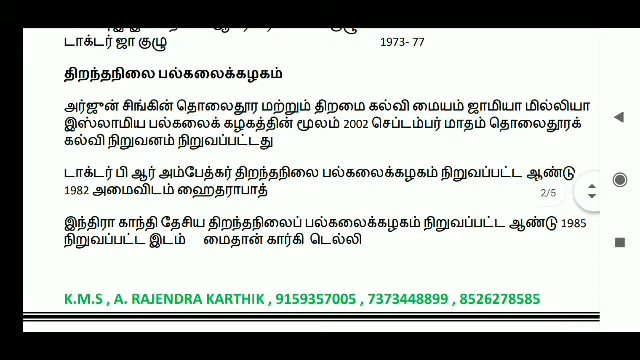 டாக்டர் ஜா குழு 1973- 77
திறந்தநிலை பல்கலைக்கழகம்
அர்ஜுன் சிங்கின் தொலைதூர மற்றும் திறமை கல்வி மையம் ஜாமியா மில்லியா
இஸ்லாமிய பல்கலைக் கழகத்தின் மூலம் 2002 செப்டம்பர் மாதம் தொலைதூரக்
கல்வி நிறுவனம் நிறுவப்பட்டது
டாக்டர் பி ஆர் அம்பேத்கர் திறந்தநிலை பல்கலைக்கழகம் நிறுவப்பட்ட ஆண்டு
1982 அமைவிடம் ஹைதராபாத்
2/5
இந்திரா காந்தி தேசிய திறந்தநிலைப் பல்கலைக்கழகம் நிறுவப்பட்ட ஆண்டு 1985
நிறுவப்பட்ட இடம் மைதான் கார்கி டெல்லி
K.M.S , A. RAJENDRA KARTHIK , 9159357005 , 7373448899 , 8526278585